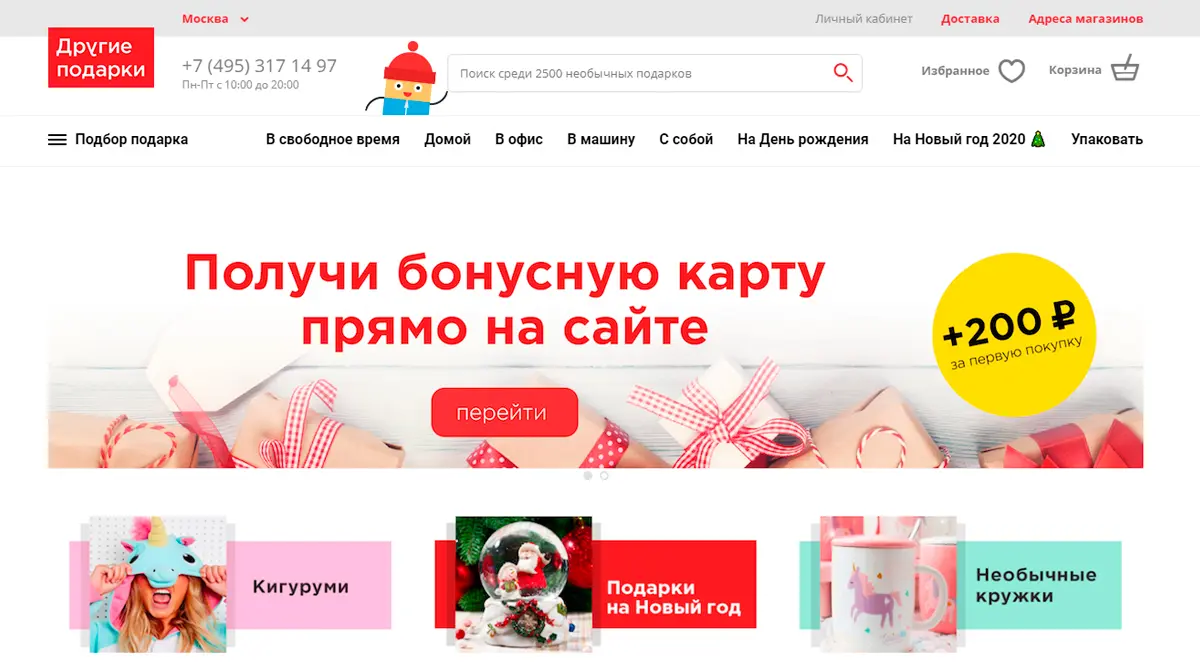 Москва
Личный кабинет
Доставка
Адреса магазинов
Другие
подарки
+7 (495) 317 14 97
Пн-Пт с 10:00 до 20:00
Поиск среди 2500 необычных подарков
Избранное
Корзина
Подбор подарка
В свободное время
Домой
В офис
В машину
С собой
На День рождения
На Новый год 2020
Упаковать
Получи бонусную карту
прямо на сайте
+200 ₽
за первую покупку
перейти
Кигуруми
Подарки
на Новый год
Необычные
кружки